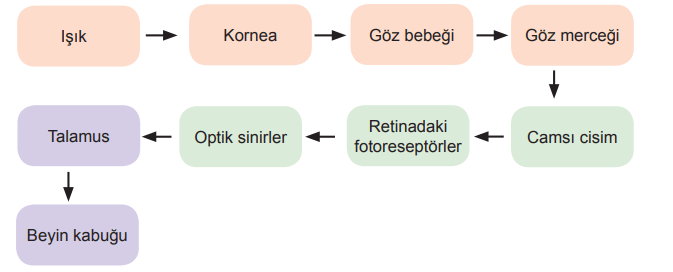 Işık
Kornea
Göz bebeği
Göz merceği
Camsı cisim
Retinadaki
fotoreseptörler
Optik sinirler
Talamus
Beyin kabuğu